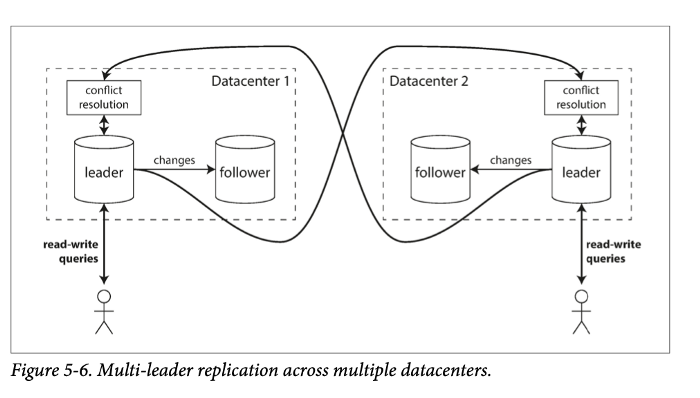 Datacenter 1
conflict
resolution
leader
changes
follower
read-write
queries
Datacenter 2
conflict
resolution
follower
changes
leader
read-write
queries
Figure 5-6. Multi-leader replication across multiple datacenters.